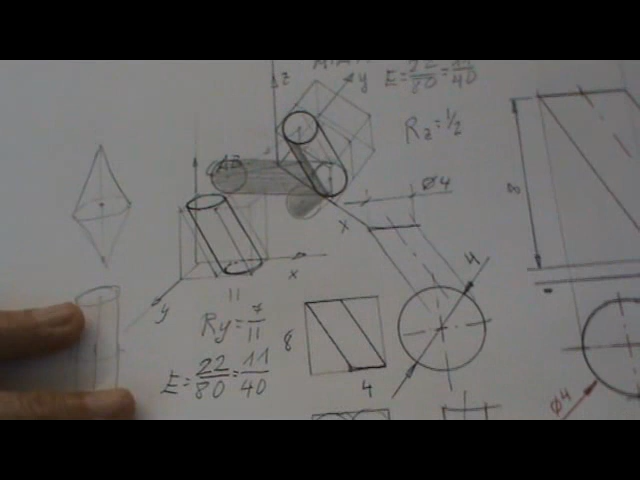 z
y
E=22/80=11/40
Rz=1/2
AB
x
ø4
8
x
y
11
Ry=7/11
E=22/80=11/40
8
4
4
ø4